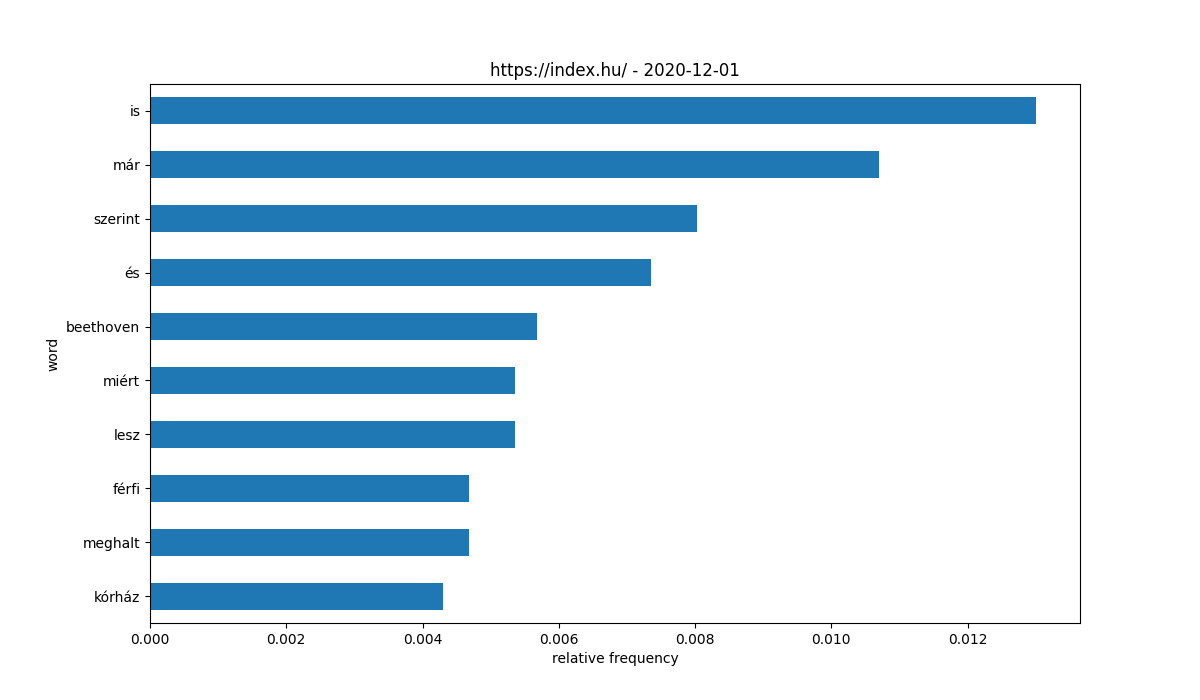 https://index.hu/ - 2020-12-01
is
már
szerint
és
beethoven
miért
lesz
férfi
meghalt
kórház
word
0.000 0.002 0.004 0.006 0.008 0.010 0.012
relative frequency